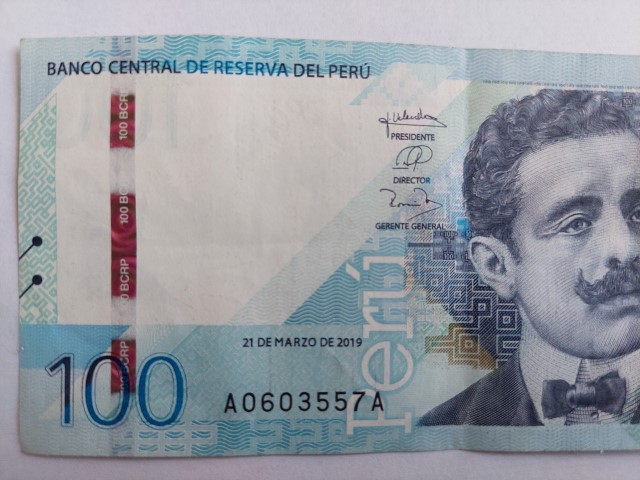 BANCO CENTRAL DE RESERVA DEL PERÚ
100 BCRP
100 BCRP
100 BCRP
100 BCRP
PRESIDENTE
DIRECTOR
GERENTE GENERAL
Perú
21 DE MARZO DE 2019
100
A0603557A